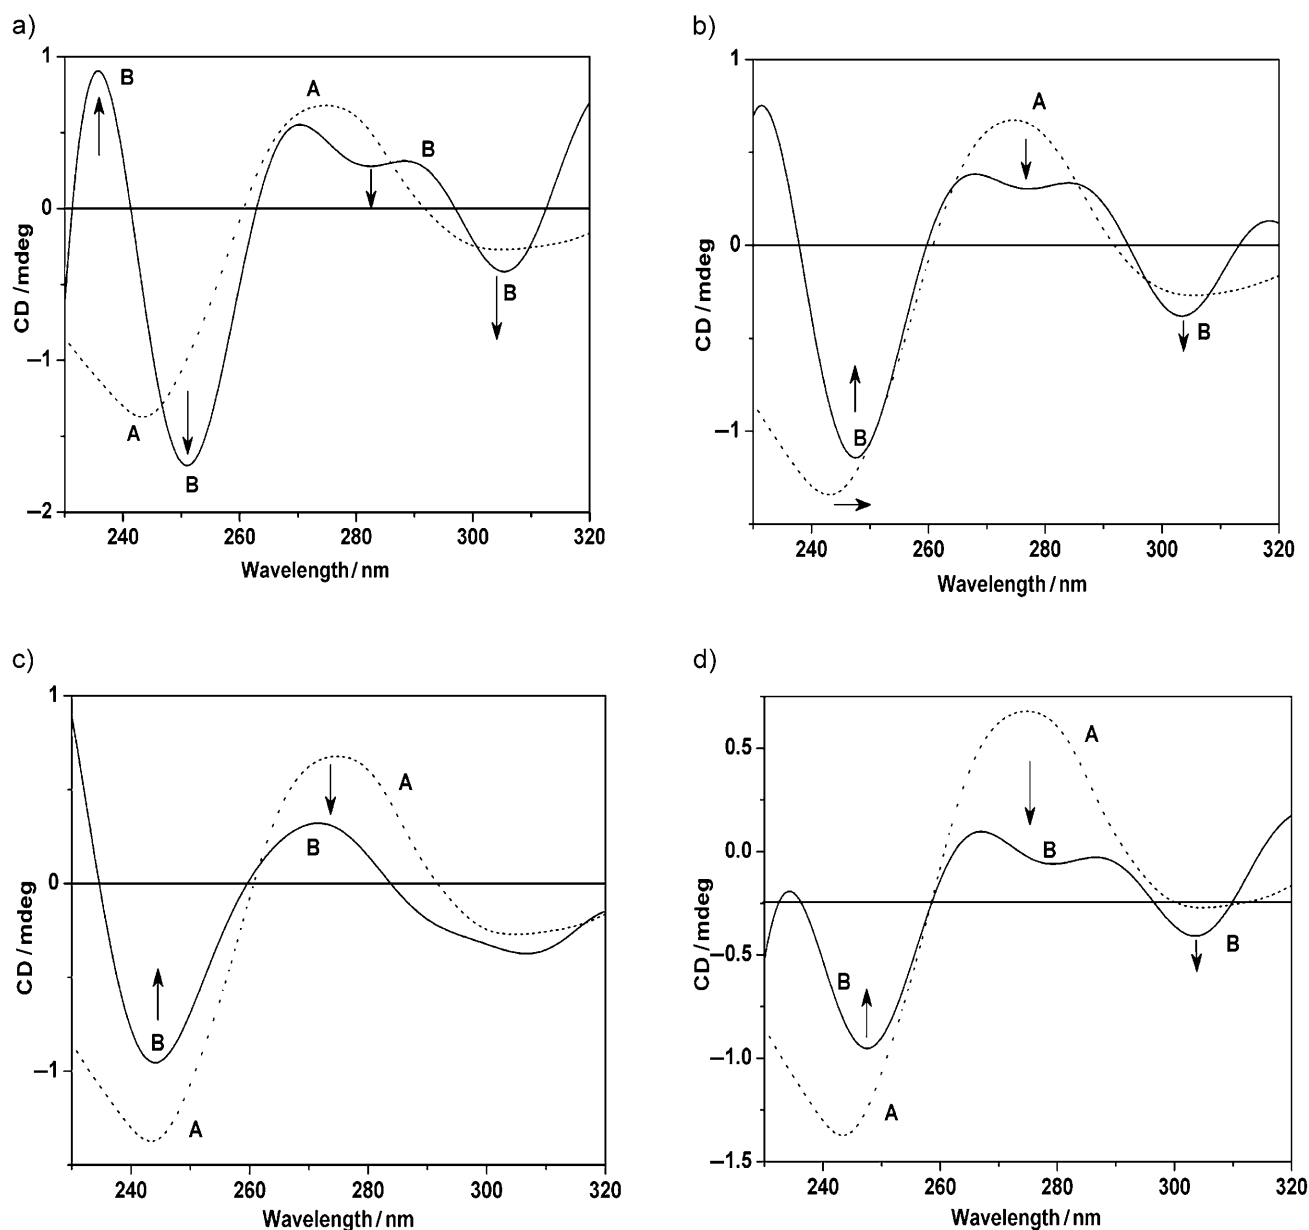 a)
1
0
–1
–2
CD / mdeg
B
A
B
B
A
B
240 260 280 300 320
Wavelength / nm
b)
1
0
–1
CD / mdeg
A
B
B
240 260 280 300 320
Wavelength / nm
c)
1
0
–1
CD / mdeg
A
B
B
A
240 260 280 300 320
Wavelength / nm
d)
0.5
0.0
–0.5
–1.0
–1.5
CD / mdeg
A
B
B
B
A
240 260 280 300 320
Wavelength / nm